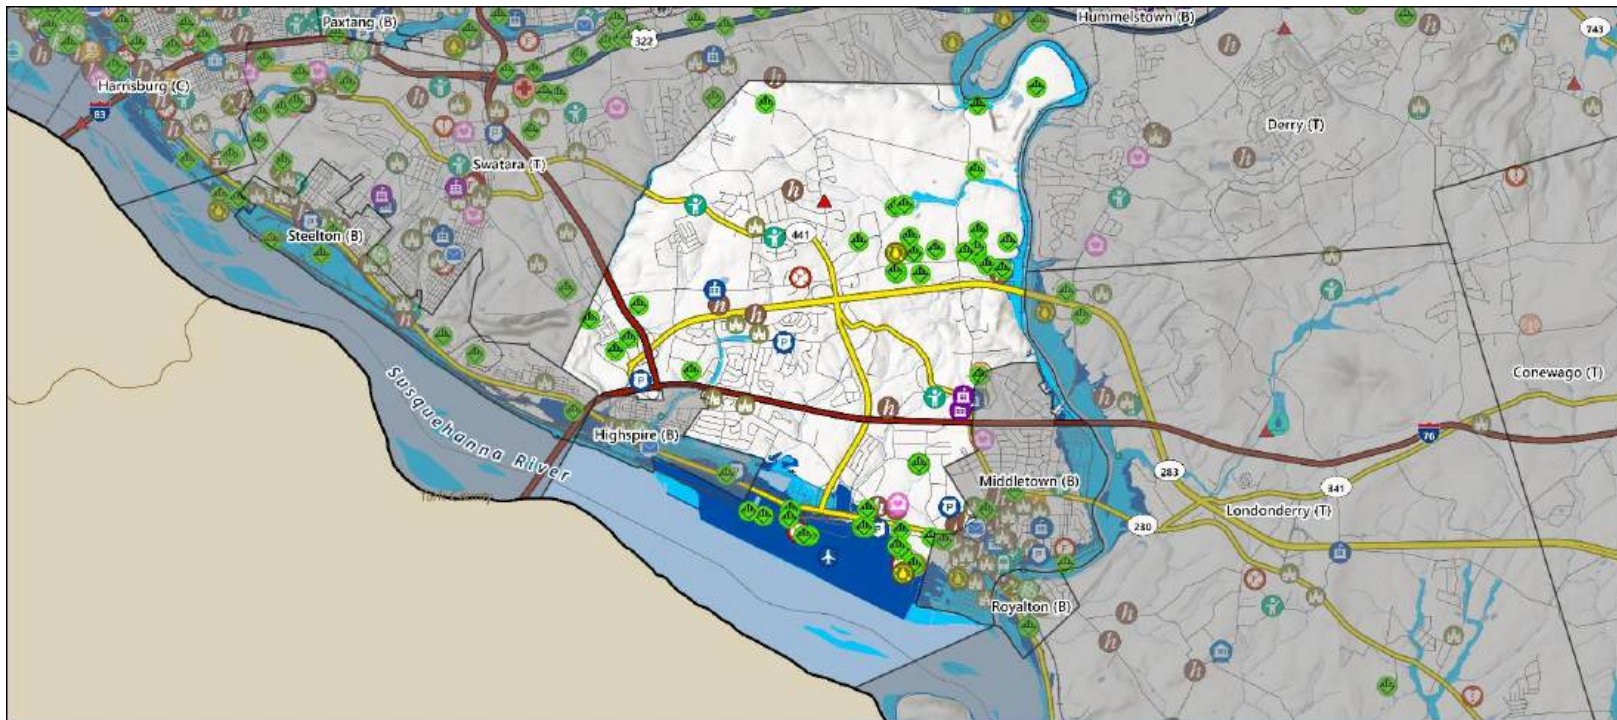 Paxtang (B)
Hummelstown (B)
743
322
Harrisburg (C)
83
Derry (T)
Swatara (T)
Steelton (B)
441
Conewago (T)
Susquehanna River
Highspire (B)
76
283
341
Middletown (B)
Londonderry (T)
230
Royalton (B)